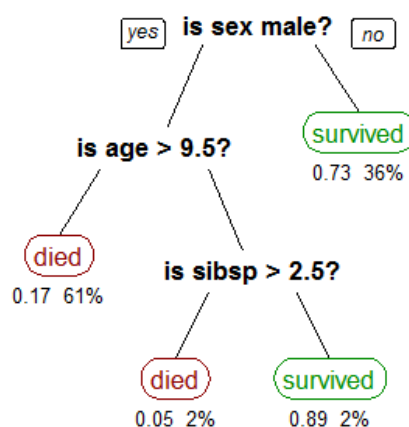 yes
is sex male?
no
is age > 9.5?
survived
0.73 36%
died
0.17 61%
is sibsp > 2.5?
died
survived
0.05 2%
0.89 2%